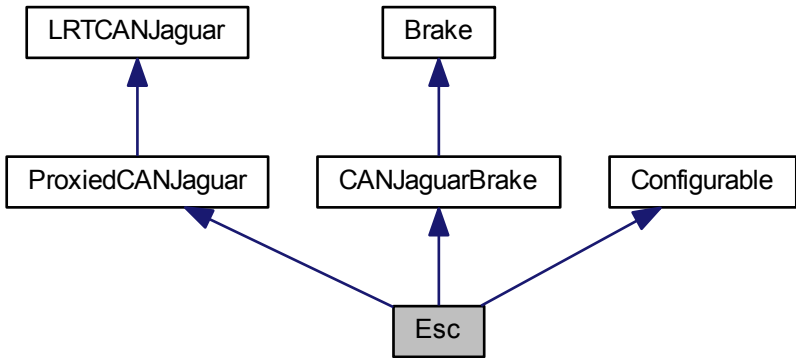 LRTCANJaguar
Brake
ProxiedCANJaguar
CANJaguarBrake
Configurable
Esc